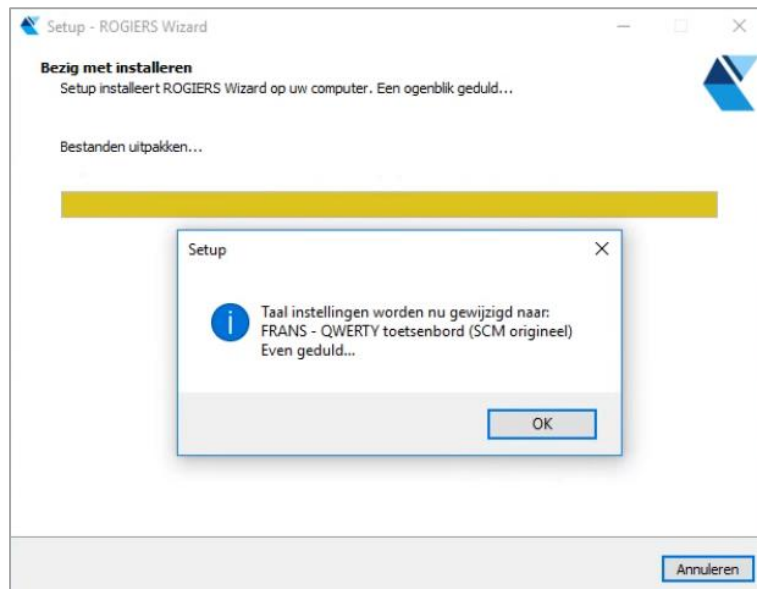 Setup - ROGIERS Wizard
Bezig met installeren
Setup installeert ROGIERS Wizard op uw computer. Een ogenblik geduld...
Bestanden uitpakken...
Setup
Taal instellingen worden nu gewijzigd naar:
FRANS - QWERTY toetsenbord (SCM origineel)
Even geduld...
OK
Annuleren